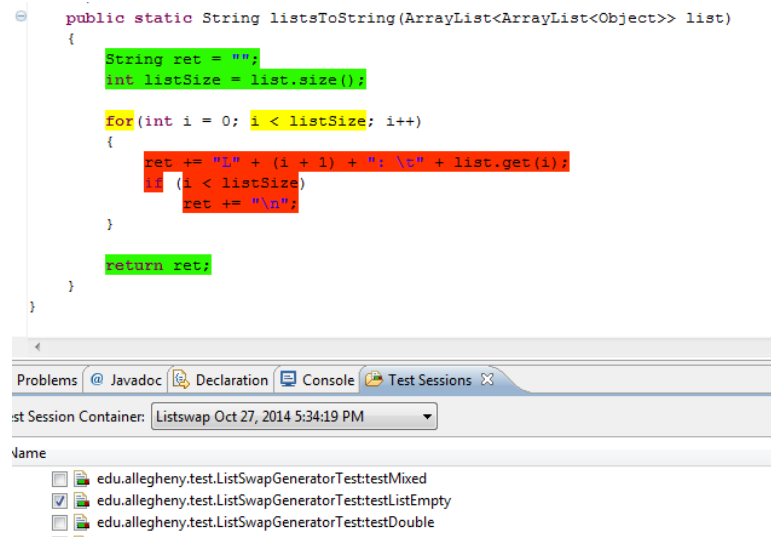 public static String listsToString(ArrayList<ArrayList<Object>> list)
{
String ret = "";
int listSize = list.size();
for(int i = 0; i < listSize; i++)
{
ret += "L" + (i + 1) + ": \t" + list.get(i);
if (i < listSize)
ret += "\n";
}
return ret;
}
}
Problems @ Javadoc Declaration Console Test Sessions
est Session Container: Listswap Oct 27, 2014 5:34:19 PM
Name
edu.allegheny.test.ListSwapGeneratorTest:testMixed
edu.allegheny.test.ListSwapGeneratorTest:testListEmpty
edu.allegheny.test.ListSwapGeneratorTest:testDouble